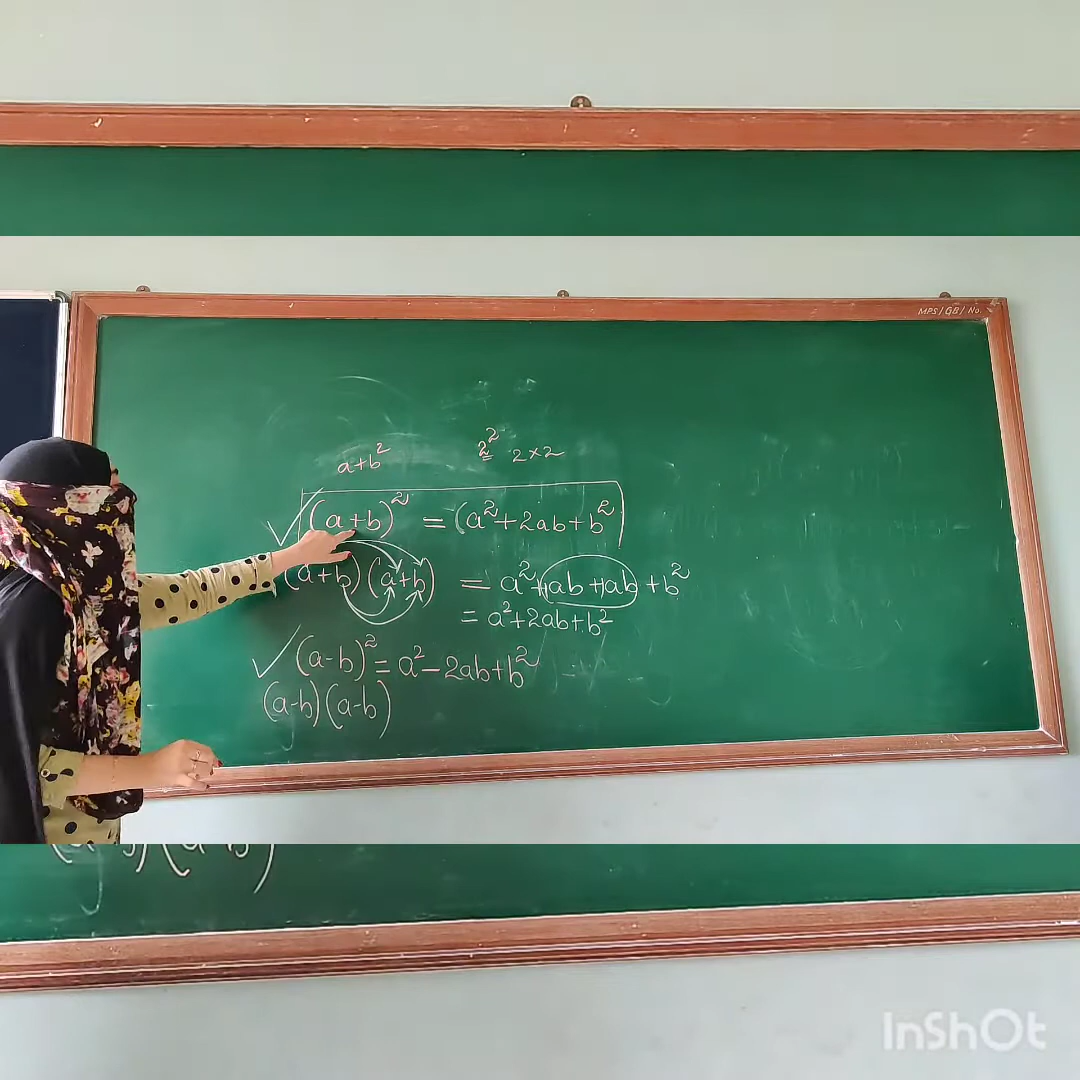 MPS/GB/No.
a+b² 2² 2×2
(a+b)² = (a²+2ab+b²)
(a+b)(a+b) = a²+ab+ab+b²
= a²+2ab+b²
(a-b)² = a²-2ab+b²
(a-b)(a-b)
InShOt